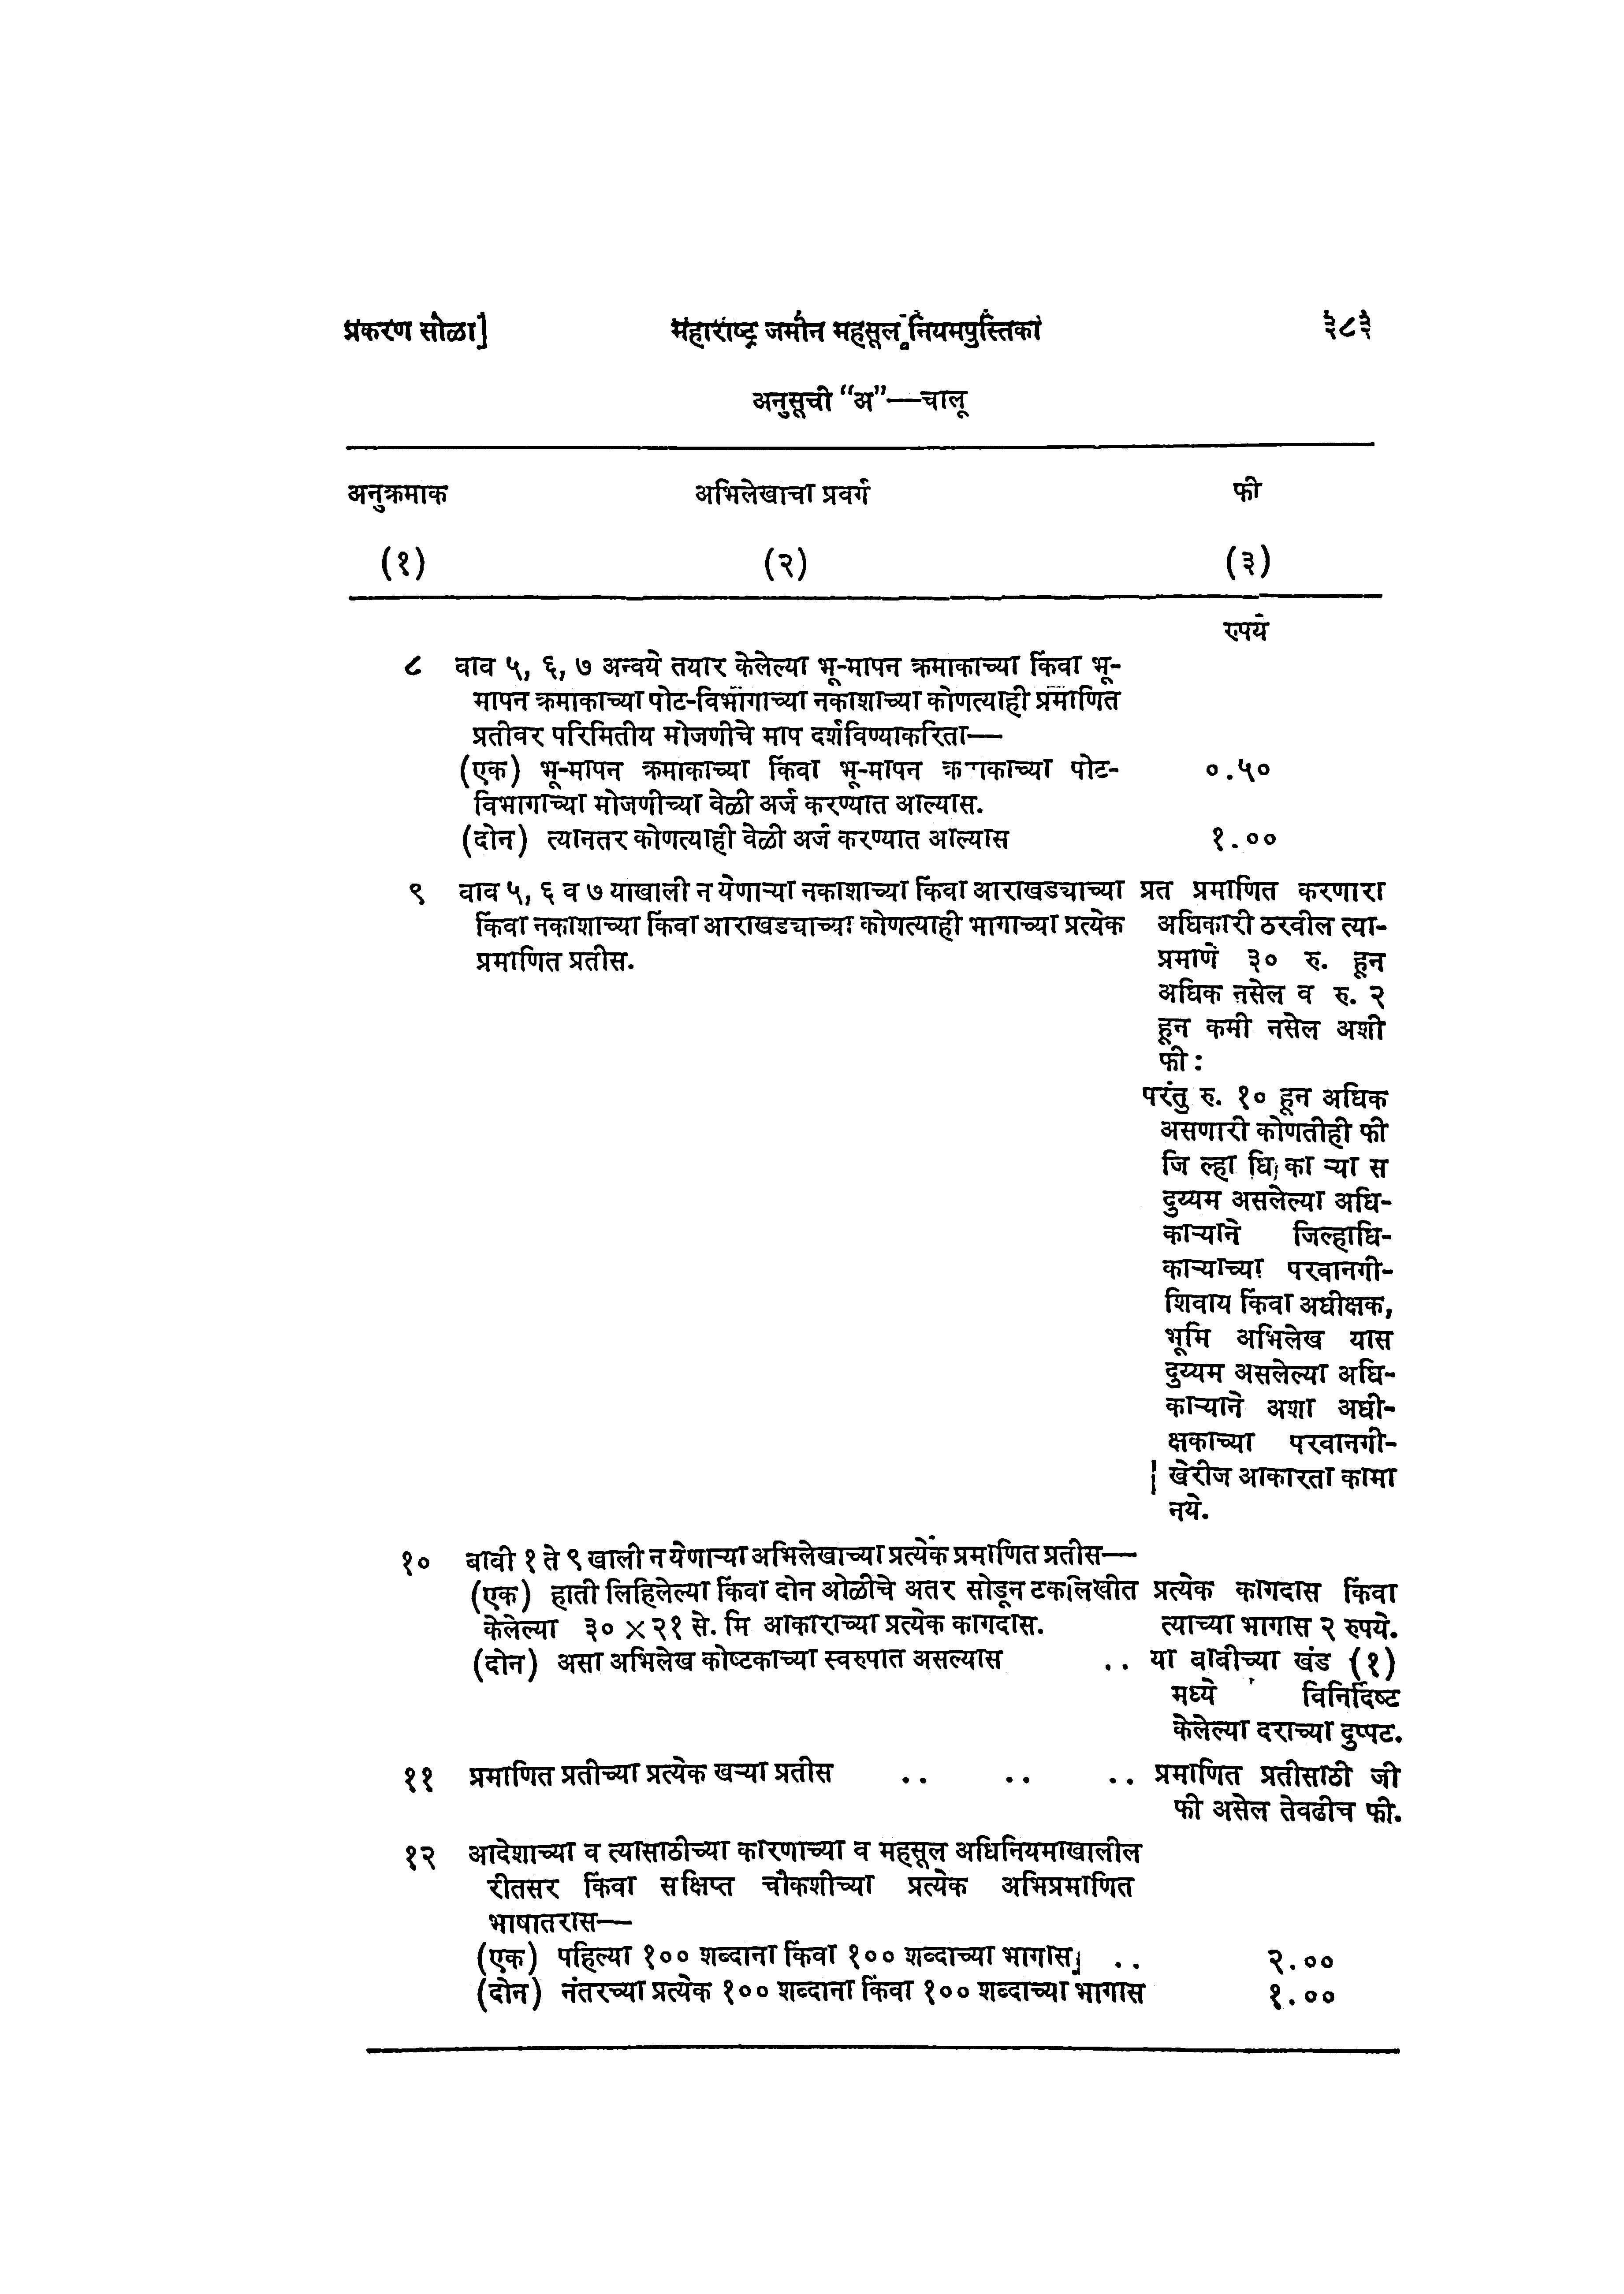 प्रकरण सोळा] महाराष्ट्र जमीन महसूल नियमपुस्तिका ३८३
अनुसूची “अ”—चालू
अनुक्रमाक अभिलेखाचा प्रवर्ग फी
(१) (२) (३)
रुपये
८ वाव ५, ६, ७ अन्वये तयार केलेल्या भू-मापन क्रमाकाच्या किंवा भू-
मापन क्रमाकाच्या पोट-विभागाच्या नकाशाच्या कोणत्याही प्रमाणित
प्रतीवर परिमितीय मोजणीचे माप दर्शविण्याकरिता—
(एक) भू-मापन क्रमाकाच्या किंवा भू-मापन क्रमाकाच्या पोट- ०.५०
विभागाच्या मोजणीच्या वेळी अर्ज करण्यात आल्यास.
(दोन) त्यानतर कोणत्याही वेळी अर्ज करण्यात आल्यास १.००
९ वाव ५, ६ व ७ याखाली न येणाऱ्या नकाशाच्या किंवा आराखड्याच्या प्रत प्रमाणित करणारा
किंवा नकाशाच्या किंवा आराखड्याच्या कोणत्याही भागाच्या प्रत्येक अधिकारी ठरवील त्या-
प्रमाणित प्रतीस. प्रमाणे ३० रु. हून
अधिक नसेल व रु. २
हून कमी नसेल अशी
फी :
परंतु रु. १० हून अधिक
असणारी कोणतीही फी
जि ल्हा धि का ऱ्या स
दुय्यम असलेल्या अधि-
काऱ्याने जिल्हाधि-
काऱ्याच्या परवानगी-
शिवाय किंवा अधीक्षक,
भूमि अभिलेख यास
दुय्यम असलेल्या अधि-
काऱ्याने अशा अधी-
क्षकाच्या परवानगी-
खेरीज आकारता कामा
नये.
१० बावी १ ते ९ खाली न येणाऱ्या अभिलेखाच्या प्रत्येक प्रमाणित प्रतीस—
(एक) हाती लिहिलेल्या किंवा दोन ओळीचे अतर सोडून टकलिखीत प्रत्येक कागदास किंवा
केलेल्या ३० × २१ से. मि आकाराच्या प्रत्येक कागदास. त्याच्या भागास २ रुपये.
(दोन) असा अभिलेख कोष्टकाच्या स्वरुपात असल्यास .. या बाबीच्या खंड (१)
मध्ये विनिर्दिष्ट
केलेल्या दराच्या दुप्पट.
११ प्रमाणित प्रतीच्या प्रत्येक खऱ्या प्रतीस .. .. .. प्रमाणित प्रतीसाठी जी
फी असेल तेवढीच फी.
१२ आदेशाच्या व त्यासाठीच्या कारणाच्या व महसूल अधिनियमाखालील
रीतसर किंवा सक्षिप्त चौकशीच्या प्रत्येक अभिप्रमाणित
भाषातरास—
(एक) पहिल्या १०० शब्दाना किंवा १०० शब्दाच्या भागास .. २.००
(दोन) नंतरच्या प्रत्येक १०० शब्दाना किंवा १०० शब्दाच्या भागास १.००